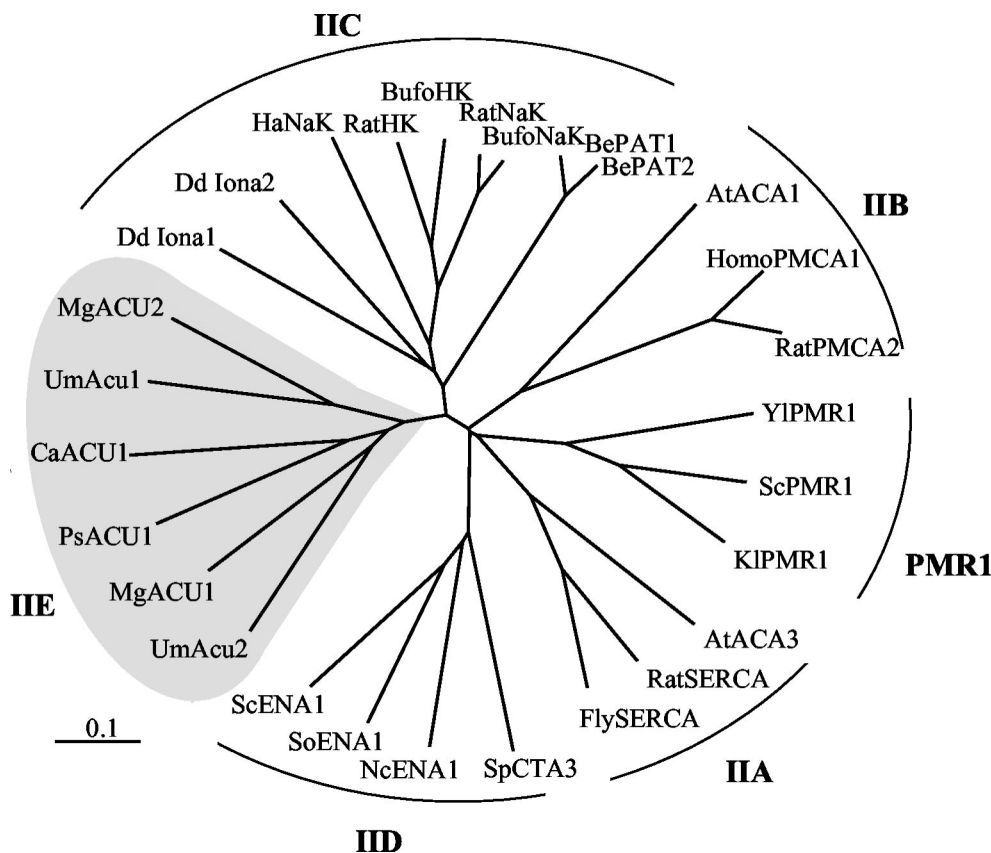 IIC
BufoHK
HaNaK
RatHK
RatNaK
BufoNaK
BePAT1
BePAT2
Dd Iona2
AtACA1
IIB
Dd Iona1
HomoPMCA1
MgACU2
RatPMCA2
UmAcu1
YlPMR1
CaACU1
ScPMR1
PsACU1
KlPMR1
PMR1
MgACU1
IIE
UmAcu2
AtACA3
RatSERCA
ScENA1
FlySERCA
0.1
SoENA1
NcENA1
SpCTA3
IIA
IID